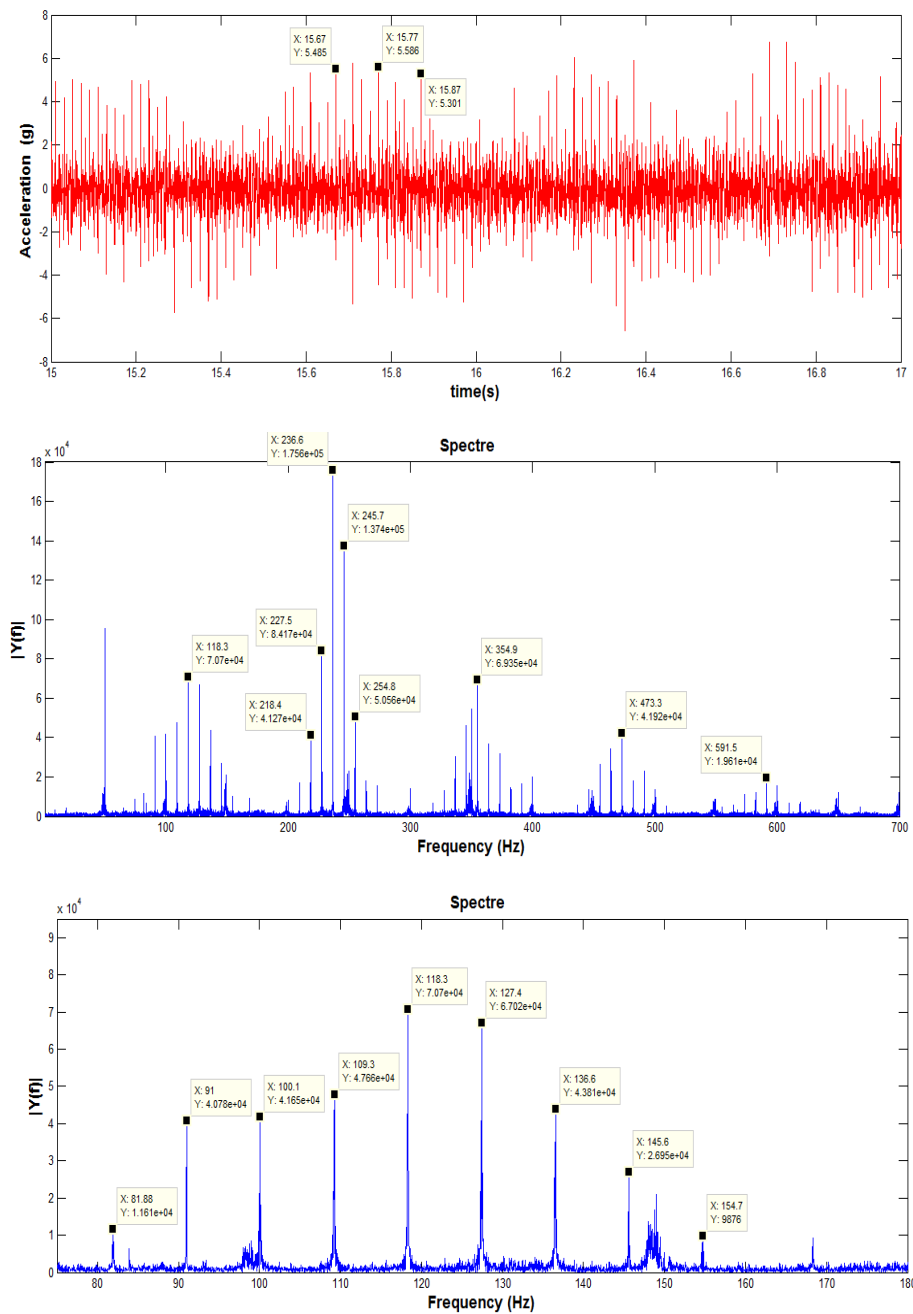 X: 15.67
Y: 5.485
X: 15.77
Y: 5.586
X: 15.87
Y: 5.301
8
6
4
2
0
-2
-4
-6
-8
Acceleration (g)
15 15.2 15.4 15.6 15.8 16 16.2 16.4 16.6 16.8 17
time(s)
Spectre
x 10^4
X: 236.6
Y: 1.756e+05
X: 245.7
Y: 1.374e+05
X: 227.5
Y: 8.417e+04
X: 118.3
Y: 7.07e+04
X: 354.9
Y: 6.935e+04
X: 254.8
Y: 5.056e+04
X: 218.4
Y: 4.127e+04
X: 473.3
Y: 4.192e+04
X: 591.5
Y: 1.961e+04
18
16
14
12
10
8
6
4
2
0
|Y(f)|
100 200 300 400 500 600 700
Frequency (Hz)
Spectre
x 10^4
X: 118.3
Y: 7.07e+04
X: 127.4
Y: 6.702e+04
X: 109.3
Y: 4.766e+04
X: 91
Y: 4.078e+04
X: 100.1
Y: 4.165e+04
X: 136.6
Y: 4.381e+04
X: 145.6
Y: 2.695e+04
X: 81.88
Y: 1.161e+04
X: 154.7
Y: 9876
9
8
7
6
5
4
3
2
1
0
|Y(f)|
80 90 100 110 120 130 140 150 160 170 180
Frequency (Hz)